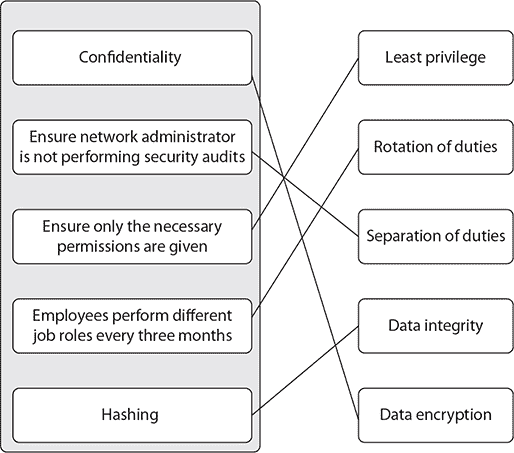 Confidentiality
Least privilege
Ensure network administrator
is not performing security audits
Rotation of duties
Ensure only the necessary
permissions are given
Separation of duties
Employees perform different
job roles every three months
Data integrity
Hashing
Data encryption